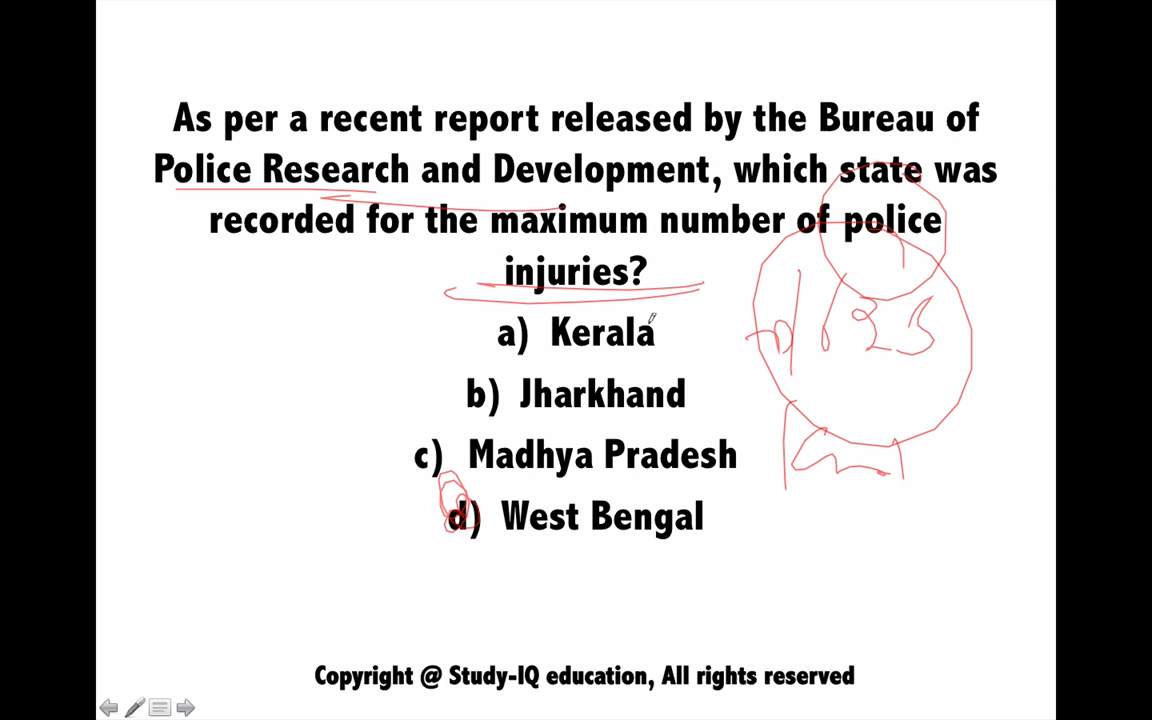 As per a recent report released by the Bureau of
Police Research and Development, which state was
recorded for the maximum number of police
injuries?
a) Kerala
b) Jharkhand
c) Madhya Pradesh
d) West Bengal
Copyright @ Study-IQ education, All rights reserved